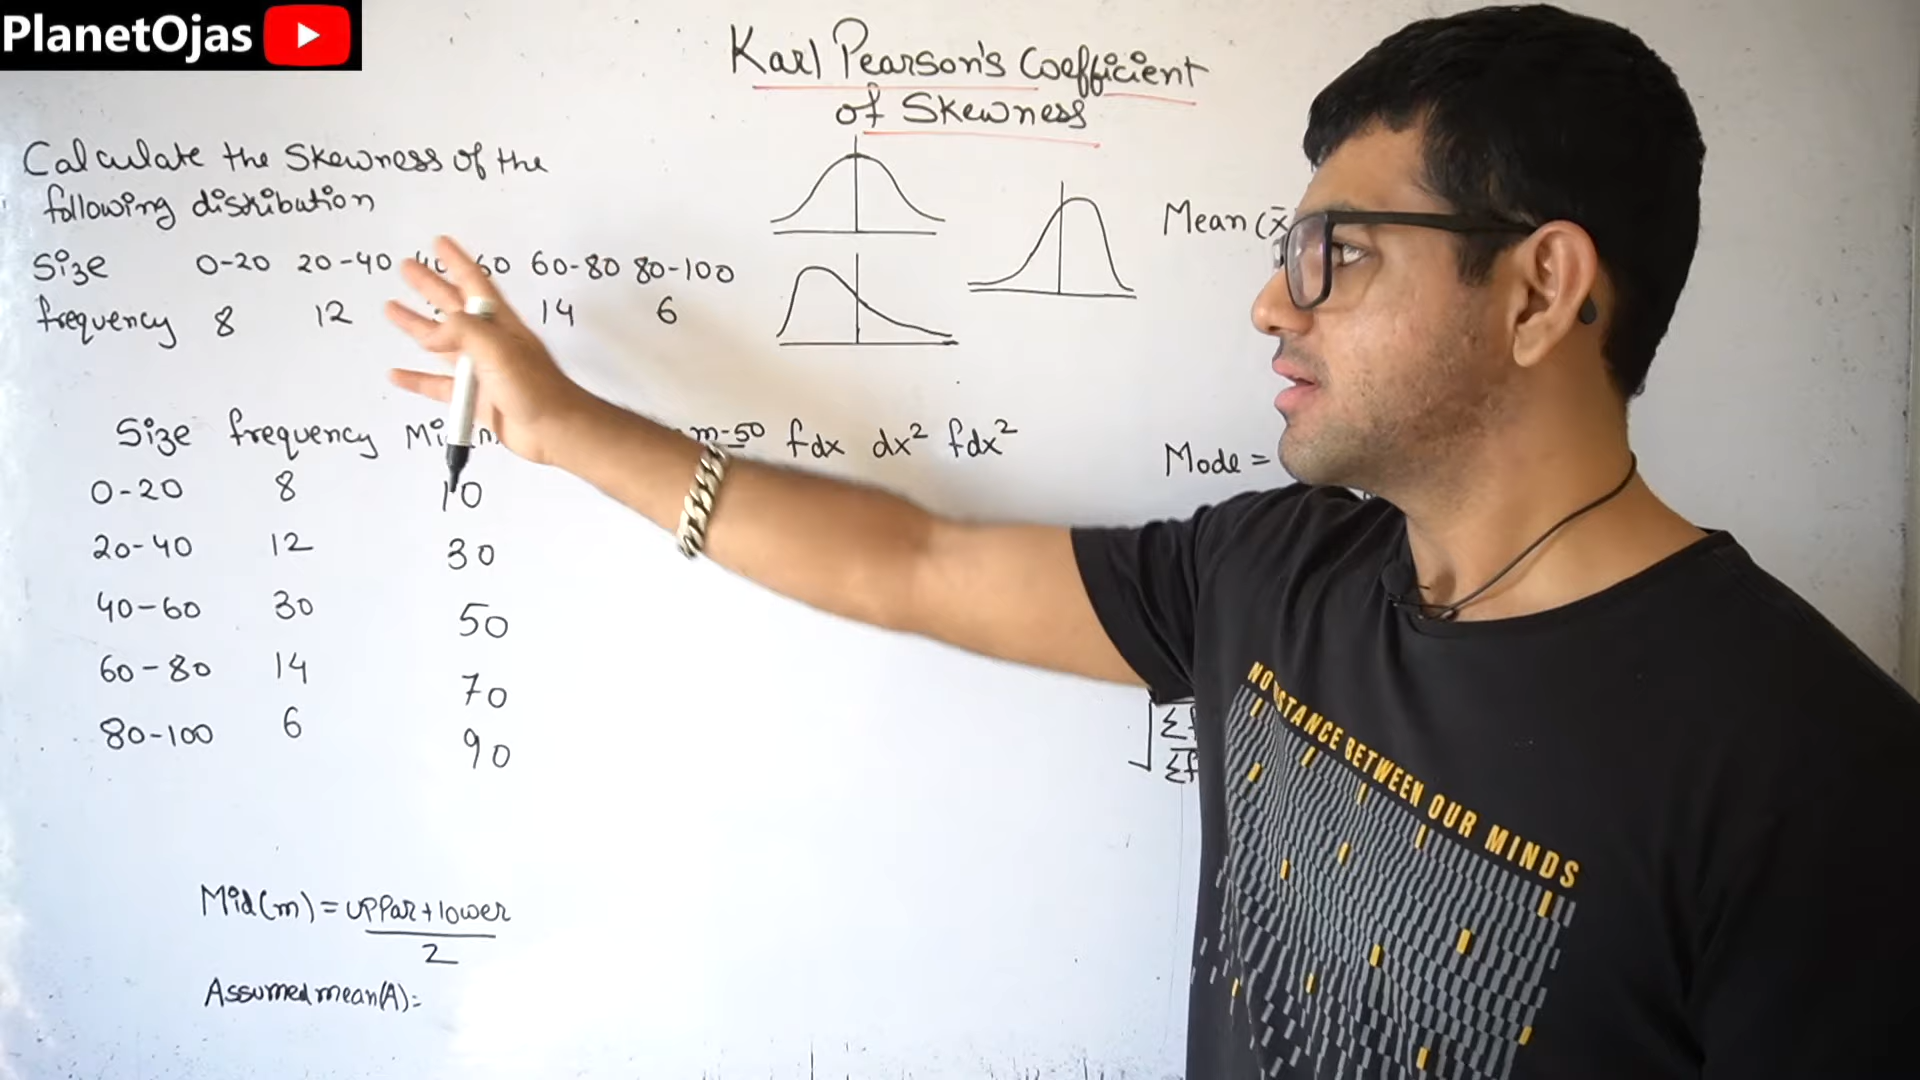 PlanetOjas
Karl Pearson's Coefficient
of Skewness
Calculate the Skewness of the
following distribution
Size 0-20 20-40 60-80 80-100
frequency 8 12 14 6
Mean (x̄
Size frequency m-50 fdx dx² fdx²
Mode =
0-20 8 10
20-40 12 30
40-60 30 50
60-80 14 70
80-100 6 90
Σf
Σf
Mid(m) = uppar+lower
2
Assumed mean(A):
BETWEEN OUR MINDS